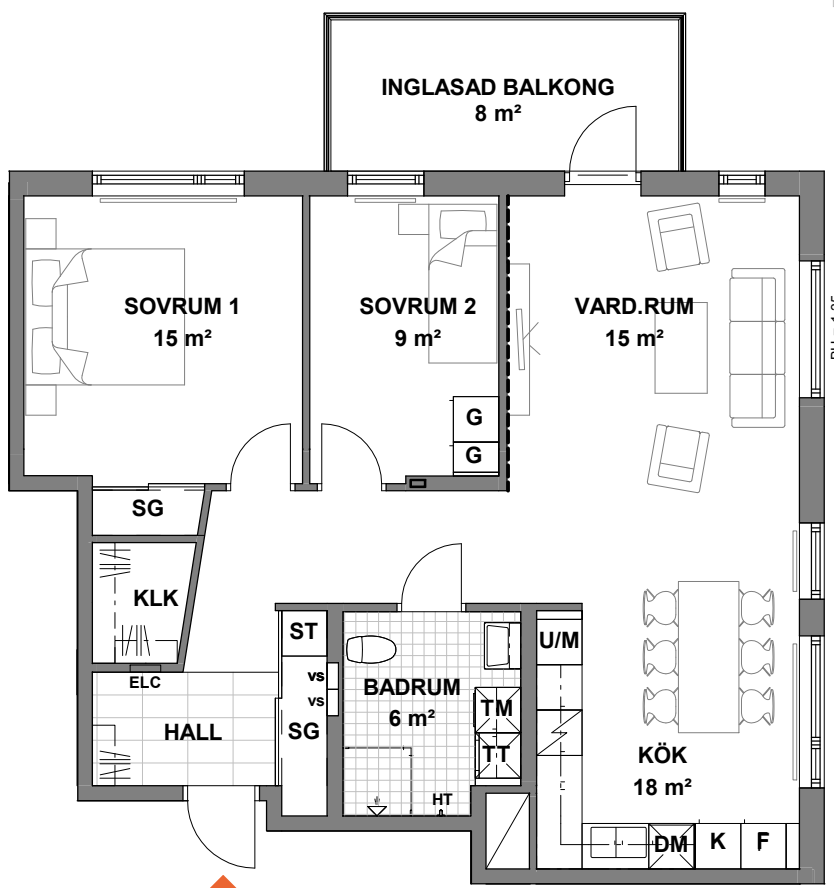 INGLASAD BALKONG
8 m²
SOVRUM 1
15 m²
SOVRUM 2
9 m²
VARD.RUM
15 m²
G
G
SG
KLK
ELC
HALL
ST
VS
VS
SG
BADRUM
6 m²
TM
TT
HT
U/M
KÖK
18 m²
DM
K
F